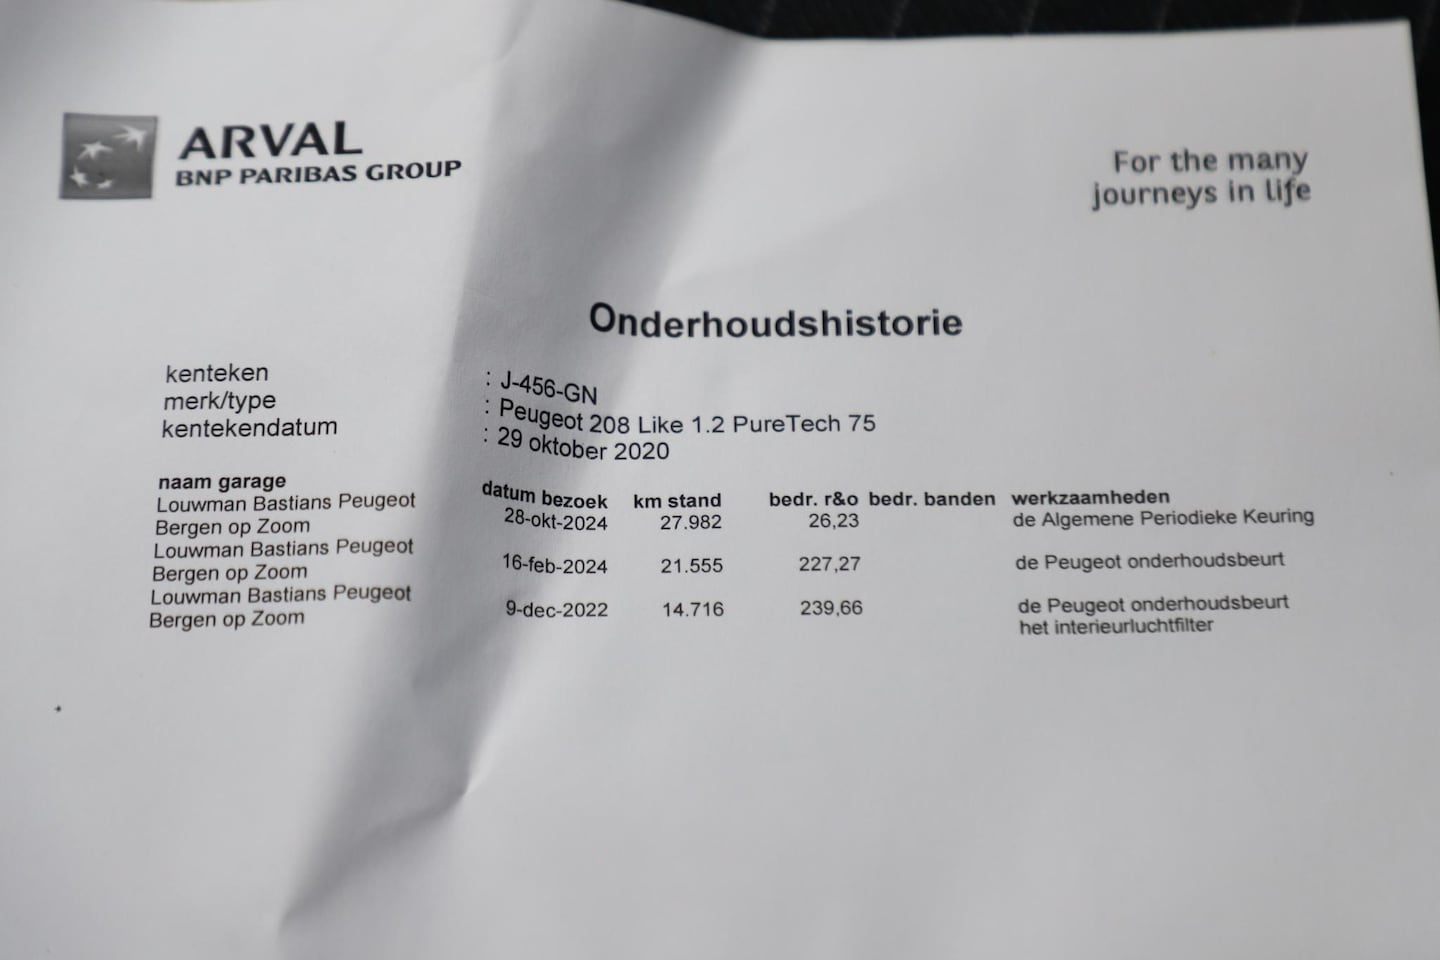 ARVAL
BNP PARIBAS GROUP
For the many
journeys in life
Onderhoudshistorie
kenteken : J-456-GN
merk/type : Peugeot 208 Like 1.2 PureTech 75
kentekendatum : 29 oktober 2020
naam garage datum bezoek km stand bedr. r&o bedr. banden werkzaamheden
Louwman Bastians Peugeot 28-okt-2024 27.982 26,23 de Algemene Periodieke Keuring
Bergen op Zoom
Louwman Bastians Peugeot 16-feb-2024 21.555 227,27 de Peugeot onderhoudsbeurt
Bergen op Zoom
Louwman Bastians Peugeot 9-dec-2022 14.716 239,66 de Peugeot onderhoudsbeurt
Bergen op Zoom het interieurluchtfilter